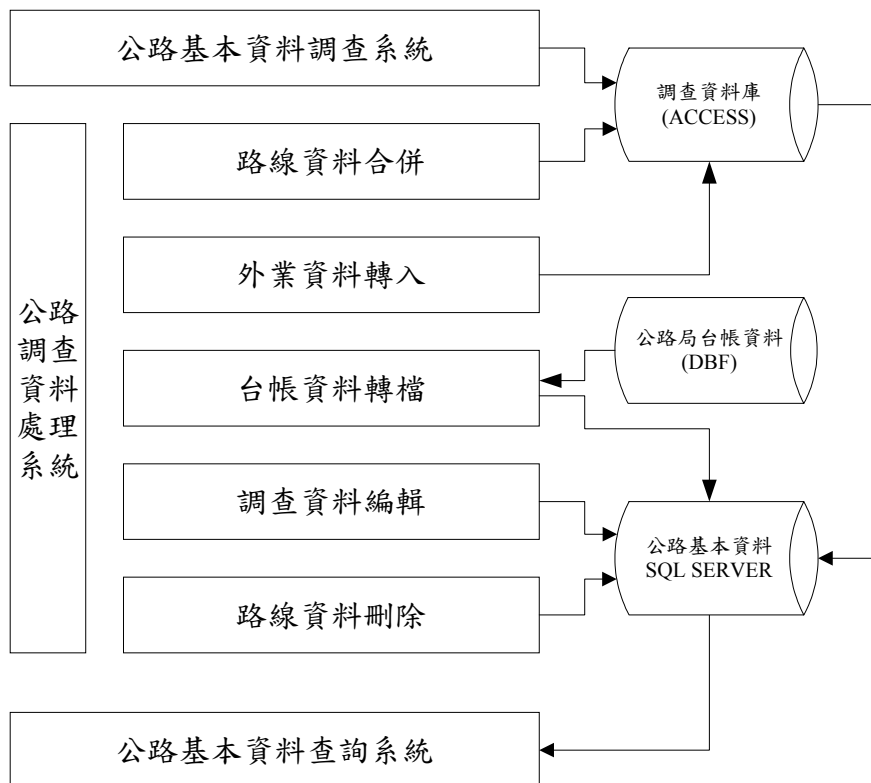 公路基本資料調查系統
調查資料庫
(ACCESS)
路線資料合併
外業資料轉入
公路
調查
資料
處理
系統
公路局台帳資料
(DBF)
台帳資料轉檔
調查資料編輯
公路基本資料
SQL SERVER
路線資料刪除
公路基本資料查詢系統